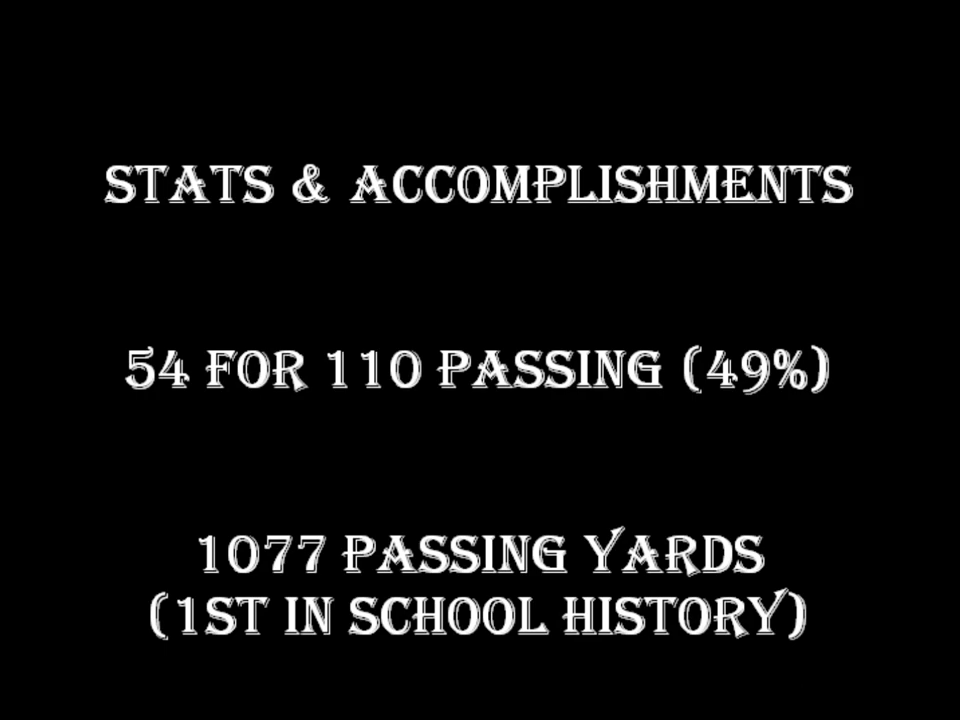 STATS & ACCOMPLISHMENTS
54 FOR 110 PASSING (49%)
1077 PASSING YARDS
(1ST IN SCHOOL HISTORY)